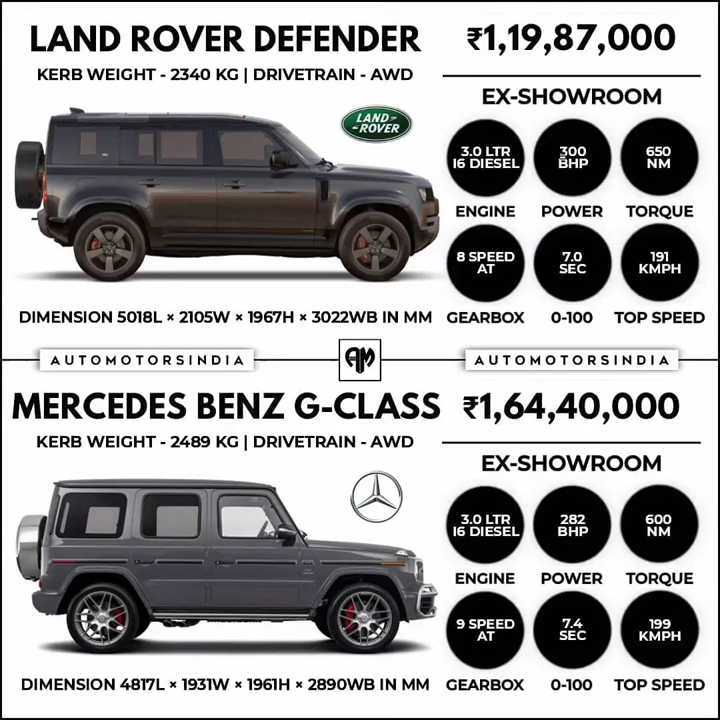 LAND ROVER DEFENDER
KERB WEIGHT - 2340 KG | DRIVETRAIN - AWD
LAND-
-ROVER
DIMENSION 5018L × 2105W × 1967H × 3022WB IN MM
₹1,19,87,000
EX-SHOWROOM
3.0 LTR
I6 DIESEL
ENGINE
300
BHP
POWER
650
NM
TORQUE
8 SPEED
AT
GEARBOX
7.0
SEC
0-100
191
KMPH
TOP SPEED
AUTOMOTORSINDIA
AM
AUTOMOTORSINDIA
MERCEDES BENZ G-CLASS
KERB WEIGHT - 2489 KG | DRIVETRAIN - AWD
DIMENSION 4817L × 1931W × 1961H × 2890WB IN MM
₹1,64,40,000
EX-SHOWROOM
3.0 LTR
I6 DIESEL
ENGINE
282
BHP
POWER
600
NM
TORQUE
9 SPEED
AT
GEARBOX
7.4
SEC
0-100
199
KMPH
TOP SPEED